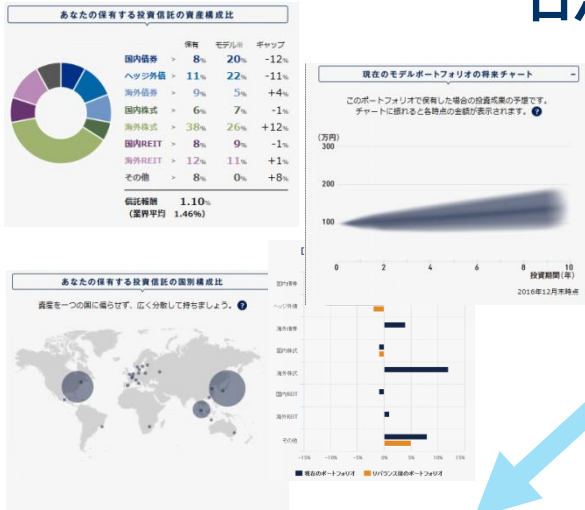 あなたの保有する投資信託の資産構成比
保有 モデル※ ギャップ
国内債券 > 8% 20% -12%
ヘッジ外債 > 11% 22% -11%
海外債券 > 9% 5% +4%
国内株式 > 6% 7% -1%
海外株式 > 38% 26% +12%
国内REIT > 8% 9% -1%
海外REIT > 12% 11% +1%
その他 > 8% 0% +8%
信託報酬 1.10%
(業界平均 1.46%)
現在のモデルポートフォリオの将来チャート −
このポートフォリオで保有した場合の投資成果の予想です。
チャートに触れると各時点の金額が表示されます。 ?
(万円)
300
200
100
0 2 4 6 8 10
投資期間(年)
2016年12月末時点
あなたの保有する投資信託の国別構成比
資産を一つの国に偏らせず、広く分散して持ちましょう。 ?
国内債券
ヘッジ外債
海外債券
国内株式
海外株式
国内REIT
海外REIT
その他
-15% -10% -5% 0% 5% 10% 15%
現在のポートフォリオ リバランス後のポートフォリオ